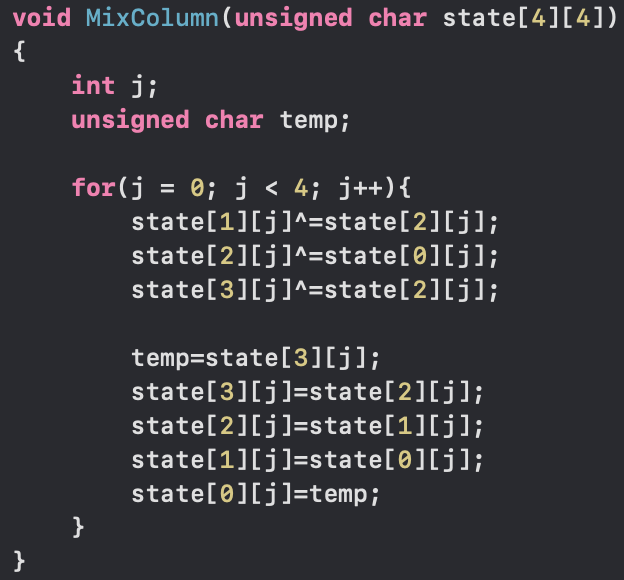 void MixColumn(unsigned char state[4][4])
{
    int j;
    unsigned char temp;

    for(j = 0; j < 4; j++){
        state[1][j]^=state[2][j];
        state[2][j]^=state[0][j];
        state[3][j]^=state[2][j];

        temp=state[3][j];
        state[3][j]=state[2][j];
        state[2][j]=state[1][j];
        state[1][j]=state[0][j];
        state[0][j]=temp;
    }
}